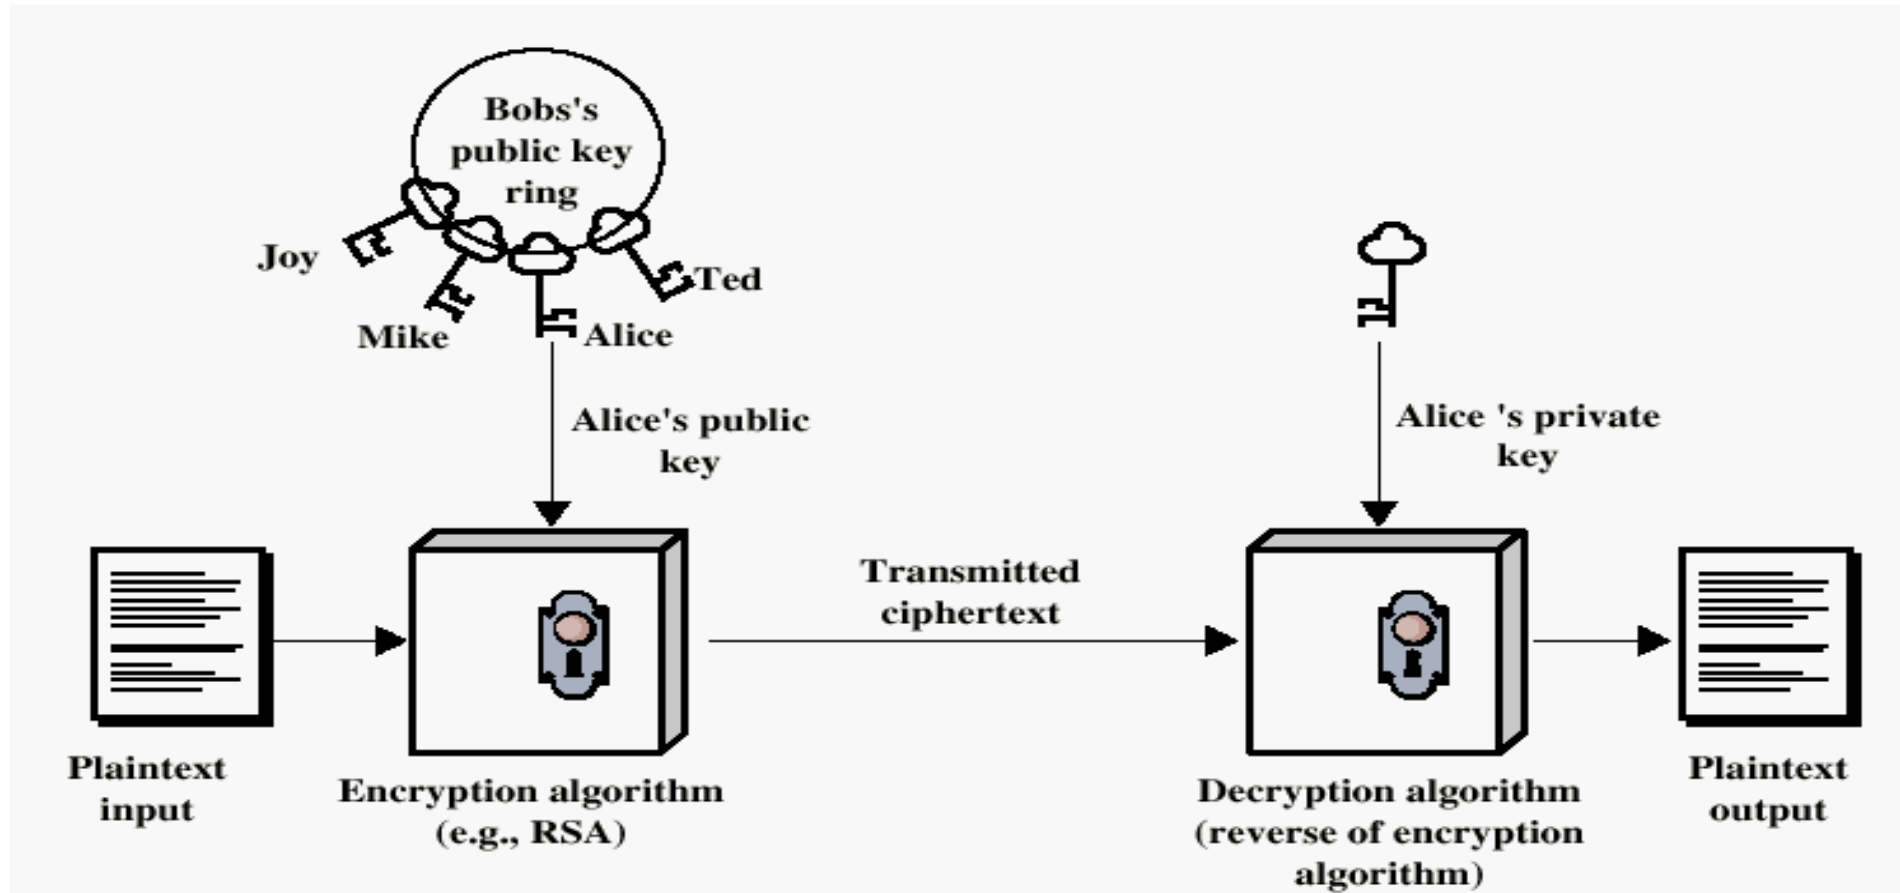 Bobs's
public key
ring
Joy
Ted
Mike
Alice
Alice's public
key
Alice 's private
key
Transmitted
ciphertext
Plaintext
input
Encryption algorithm
(e.g., RSA)
Decryption algorithm
(reverse of encryption
algorithm)
Plaintext
output